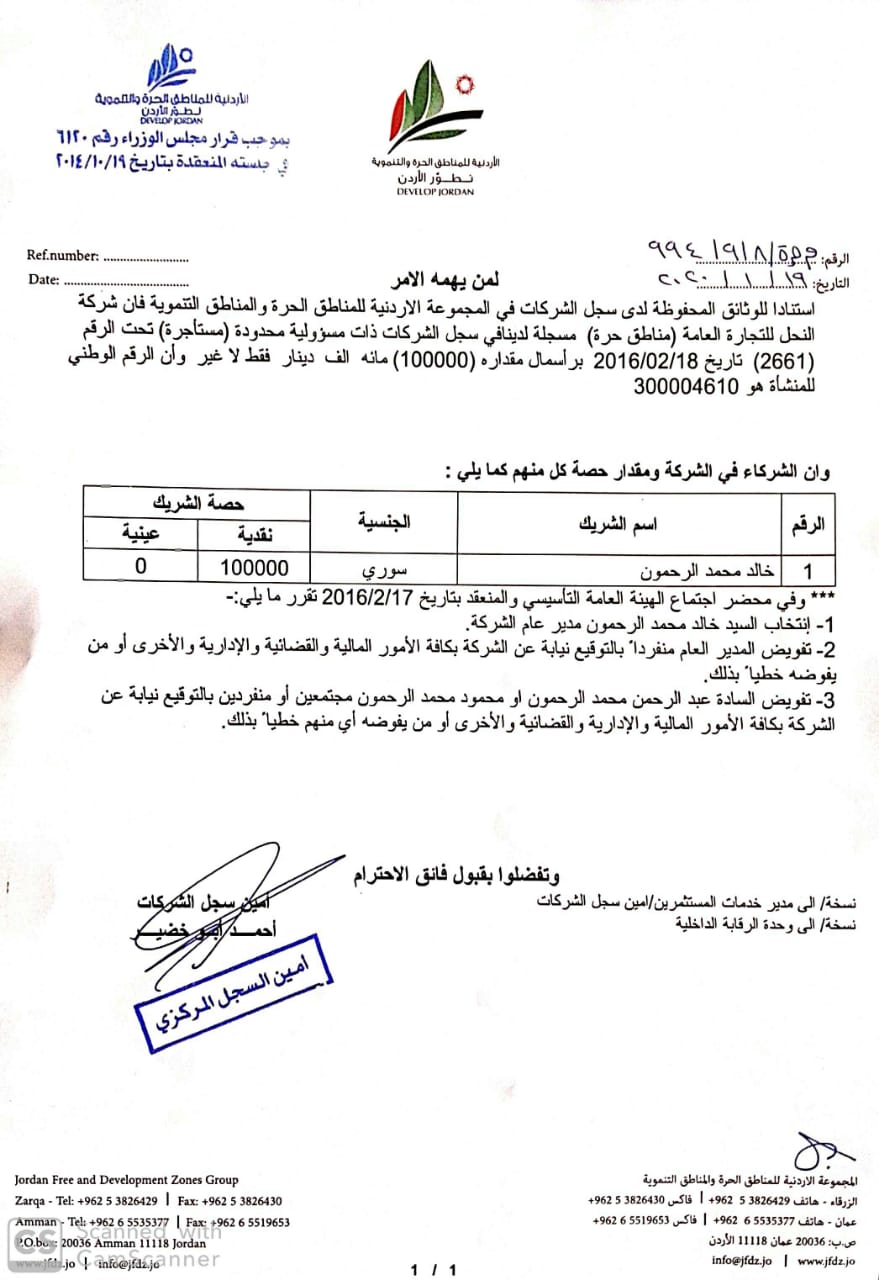 الأردنية للمناطق الحرة والتنموية
نطور الأردن
DEVELOP JORDAN
بموجب قرار مجلس الوزراء رقم ٦١٢٠
في جلسته المنعقدة بتاريخ ٢٠١٤/١٠/١٩
الأردنية للمناطق الحرة والتنموية
نطـوّر الأردن
DEVELOP JORDAN
Ref.number: ..........................
Date: ......................................
الرقم: ٩٩٤/٩/٨/
التاريخ: ٢٠٢٠/١/١٩
لمن يهمه الامر
استنادا للوثائق المحفوظة لدى سجل الشركات في المجموعة الاردنية للمناطق الحرة والمناطق التنموية فان شركة
النحل للتجارة العامة (مناطق حرة) مسجلة لدينافي سجل الشركات ذات مسؤولية محدودة (مستأجرة) تحت الرقم
(2661) تاريخ 2016/02/18 برأسمال مقداره (100000) مائه الف دينار فقط لا غير وأن الرقم الوطني
للمنشأة هو 300004610
وان الشركاء في الشركة ومقدار حصة كل منهم كما يلي :
الرقم اسم الشريك الجنسية حصة الشريك
نقدية عينية
1 خالد محمد الرحمون سوري 100000 0
*** وفي محضر اجتماع الهيئة العامة التأسيسي والمنعقد بتاريخ 2016/2/17 تقرر ما يلي:-
1- إنتخاب السيد خالد محمد الرحمون مدير عام الشركة.
2- تفويض المدير العام منفرداً بالتوقيع نيابة عن الشركة بكافة الأمور المالية والقضائية والإدارية والأخرى أو من
يفوضه خطياً بذلك.
3- تفويض السادة عبد الرحمن محمد الرحمون او محمود محمد الرحمون مجتمعين أو منفردين بالتوقيع نيابة عن
الشركة بكافة الأمور المالية والإدارية والقضائية والأخرى أو من يفوضه أي منهم خطياً بذلك.
وتفضلوا بقبول فائق الاحترام
أمين سجل الشركات
أحمـــد أبـو خضيـــر
امين السجل المركزي
نسخة/ الى مدير خدمات المستثمرين/امين سجل الشركات
نسخة/ الى وحدة الرقابة الداخلية
Jordan Free and Development Zones Group
Zarqa - Tel: +962 5 3826429 | Fax: +962 5 3826430
Amman - Tel: +962 6 5535377 | Fax: +962 6 5519653
P.O.box: 20036 Amman 11118 Jordan
www.jfdz.jo | info@jfdz.jo
المجموعة الاردنية للمناطق الحرة والمناطق التنموية
الزرقاء - هاتف 3826429 5 962+ | فاكس 3826430 5 962+
عمان - هاتف 5535377 6 962+ | فاكس 5519653 6 962+
ص.ب: 20036 عمان 11118 الأردن
info@jfdz.jo | www.jfdz.jo
CS Scanned with
CamScanner
1 / 1